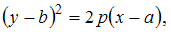 (y-b)² = 2p(x-a),